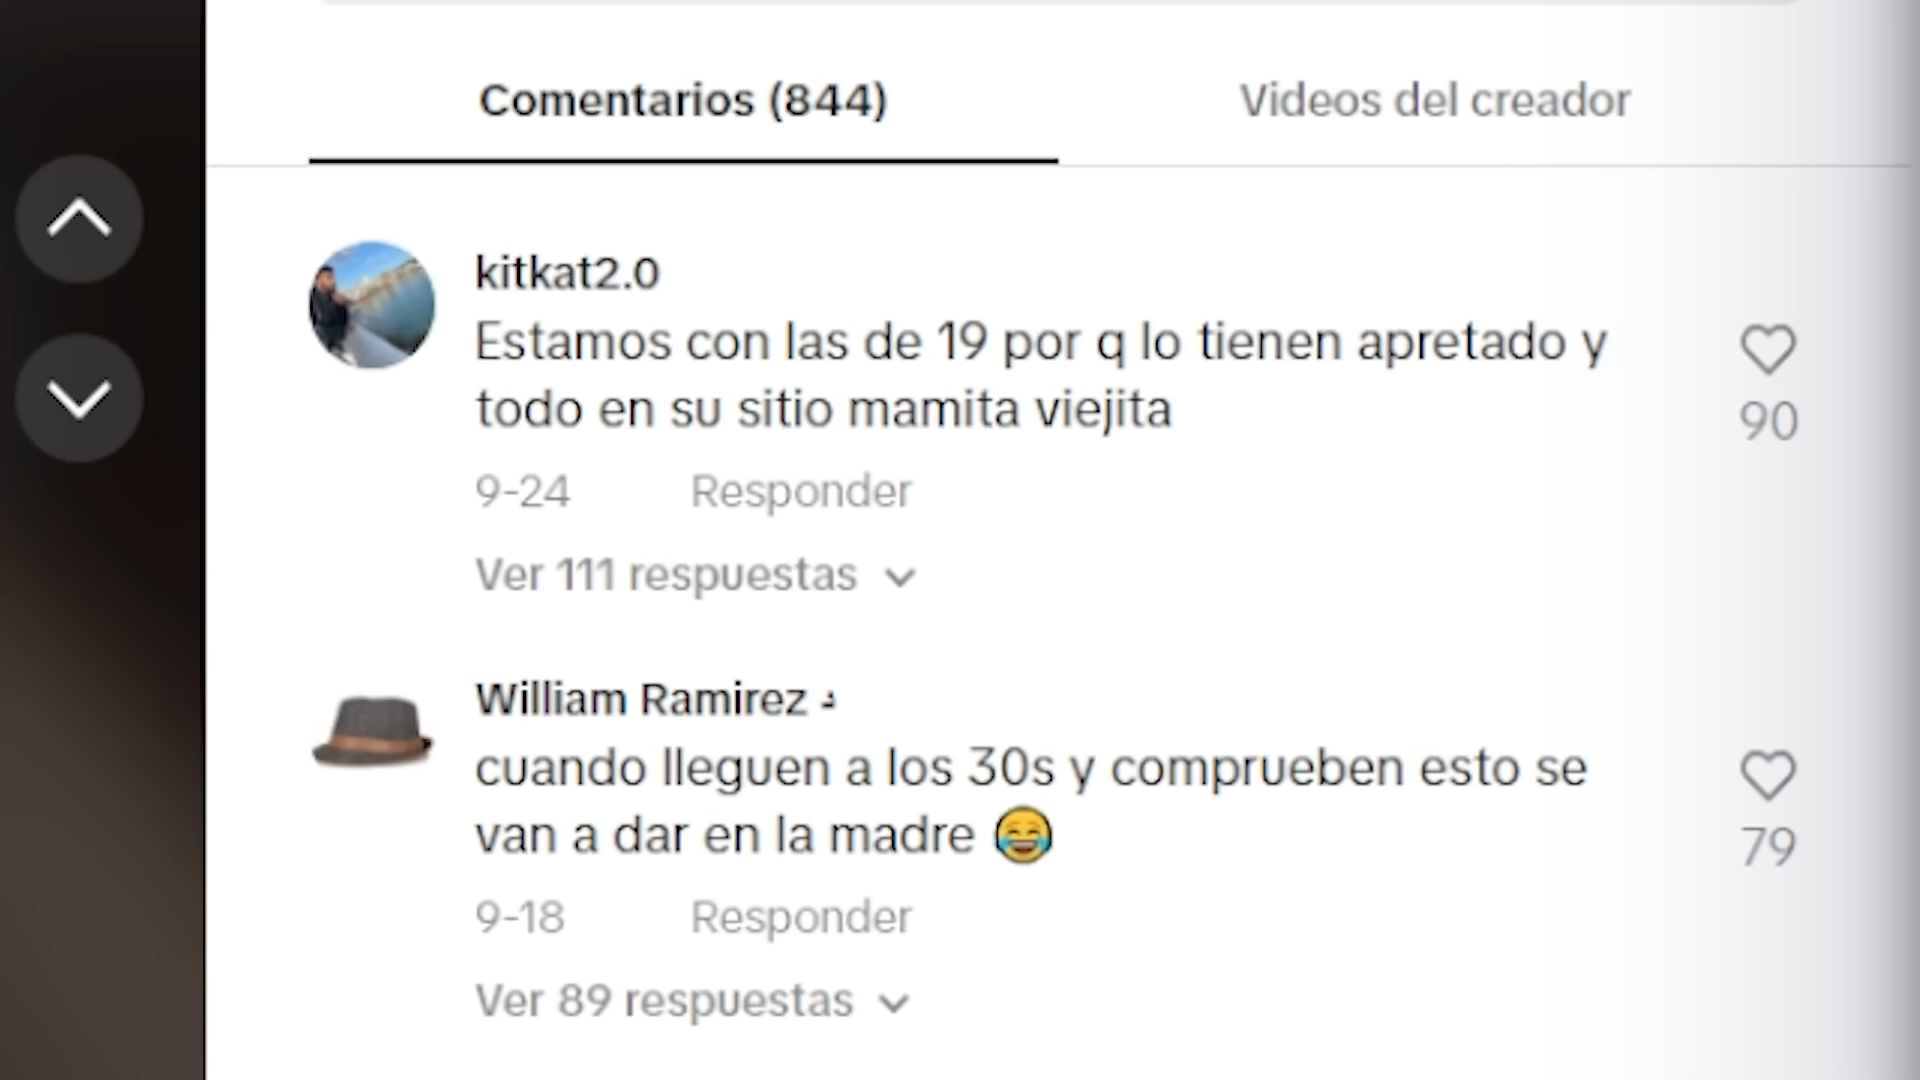 Comentarios (844)
Videos del creador
kitkat2.0
Estamos con las de 19 por q lo tienen apretado y
todo en su sitio mamita viejita
90
9-24 Responder
Ver 111 respuestas
William Ramirez
cuando lleguen a los 30s y comprueben esto se
van a dar en la madre 😂
79
9-18 Responder
Ver 89 respuestas